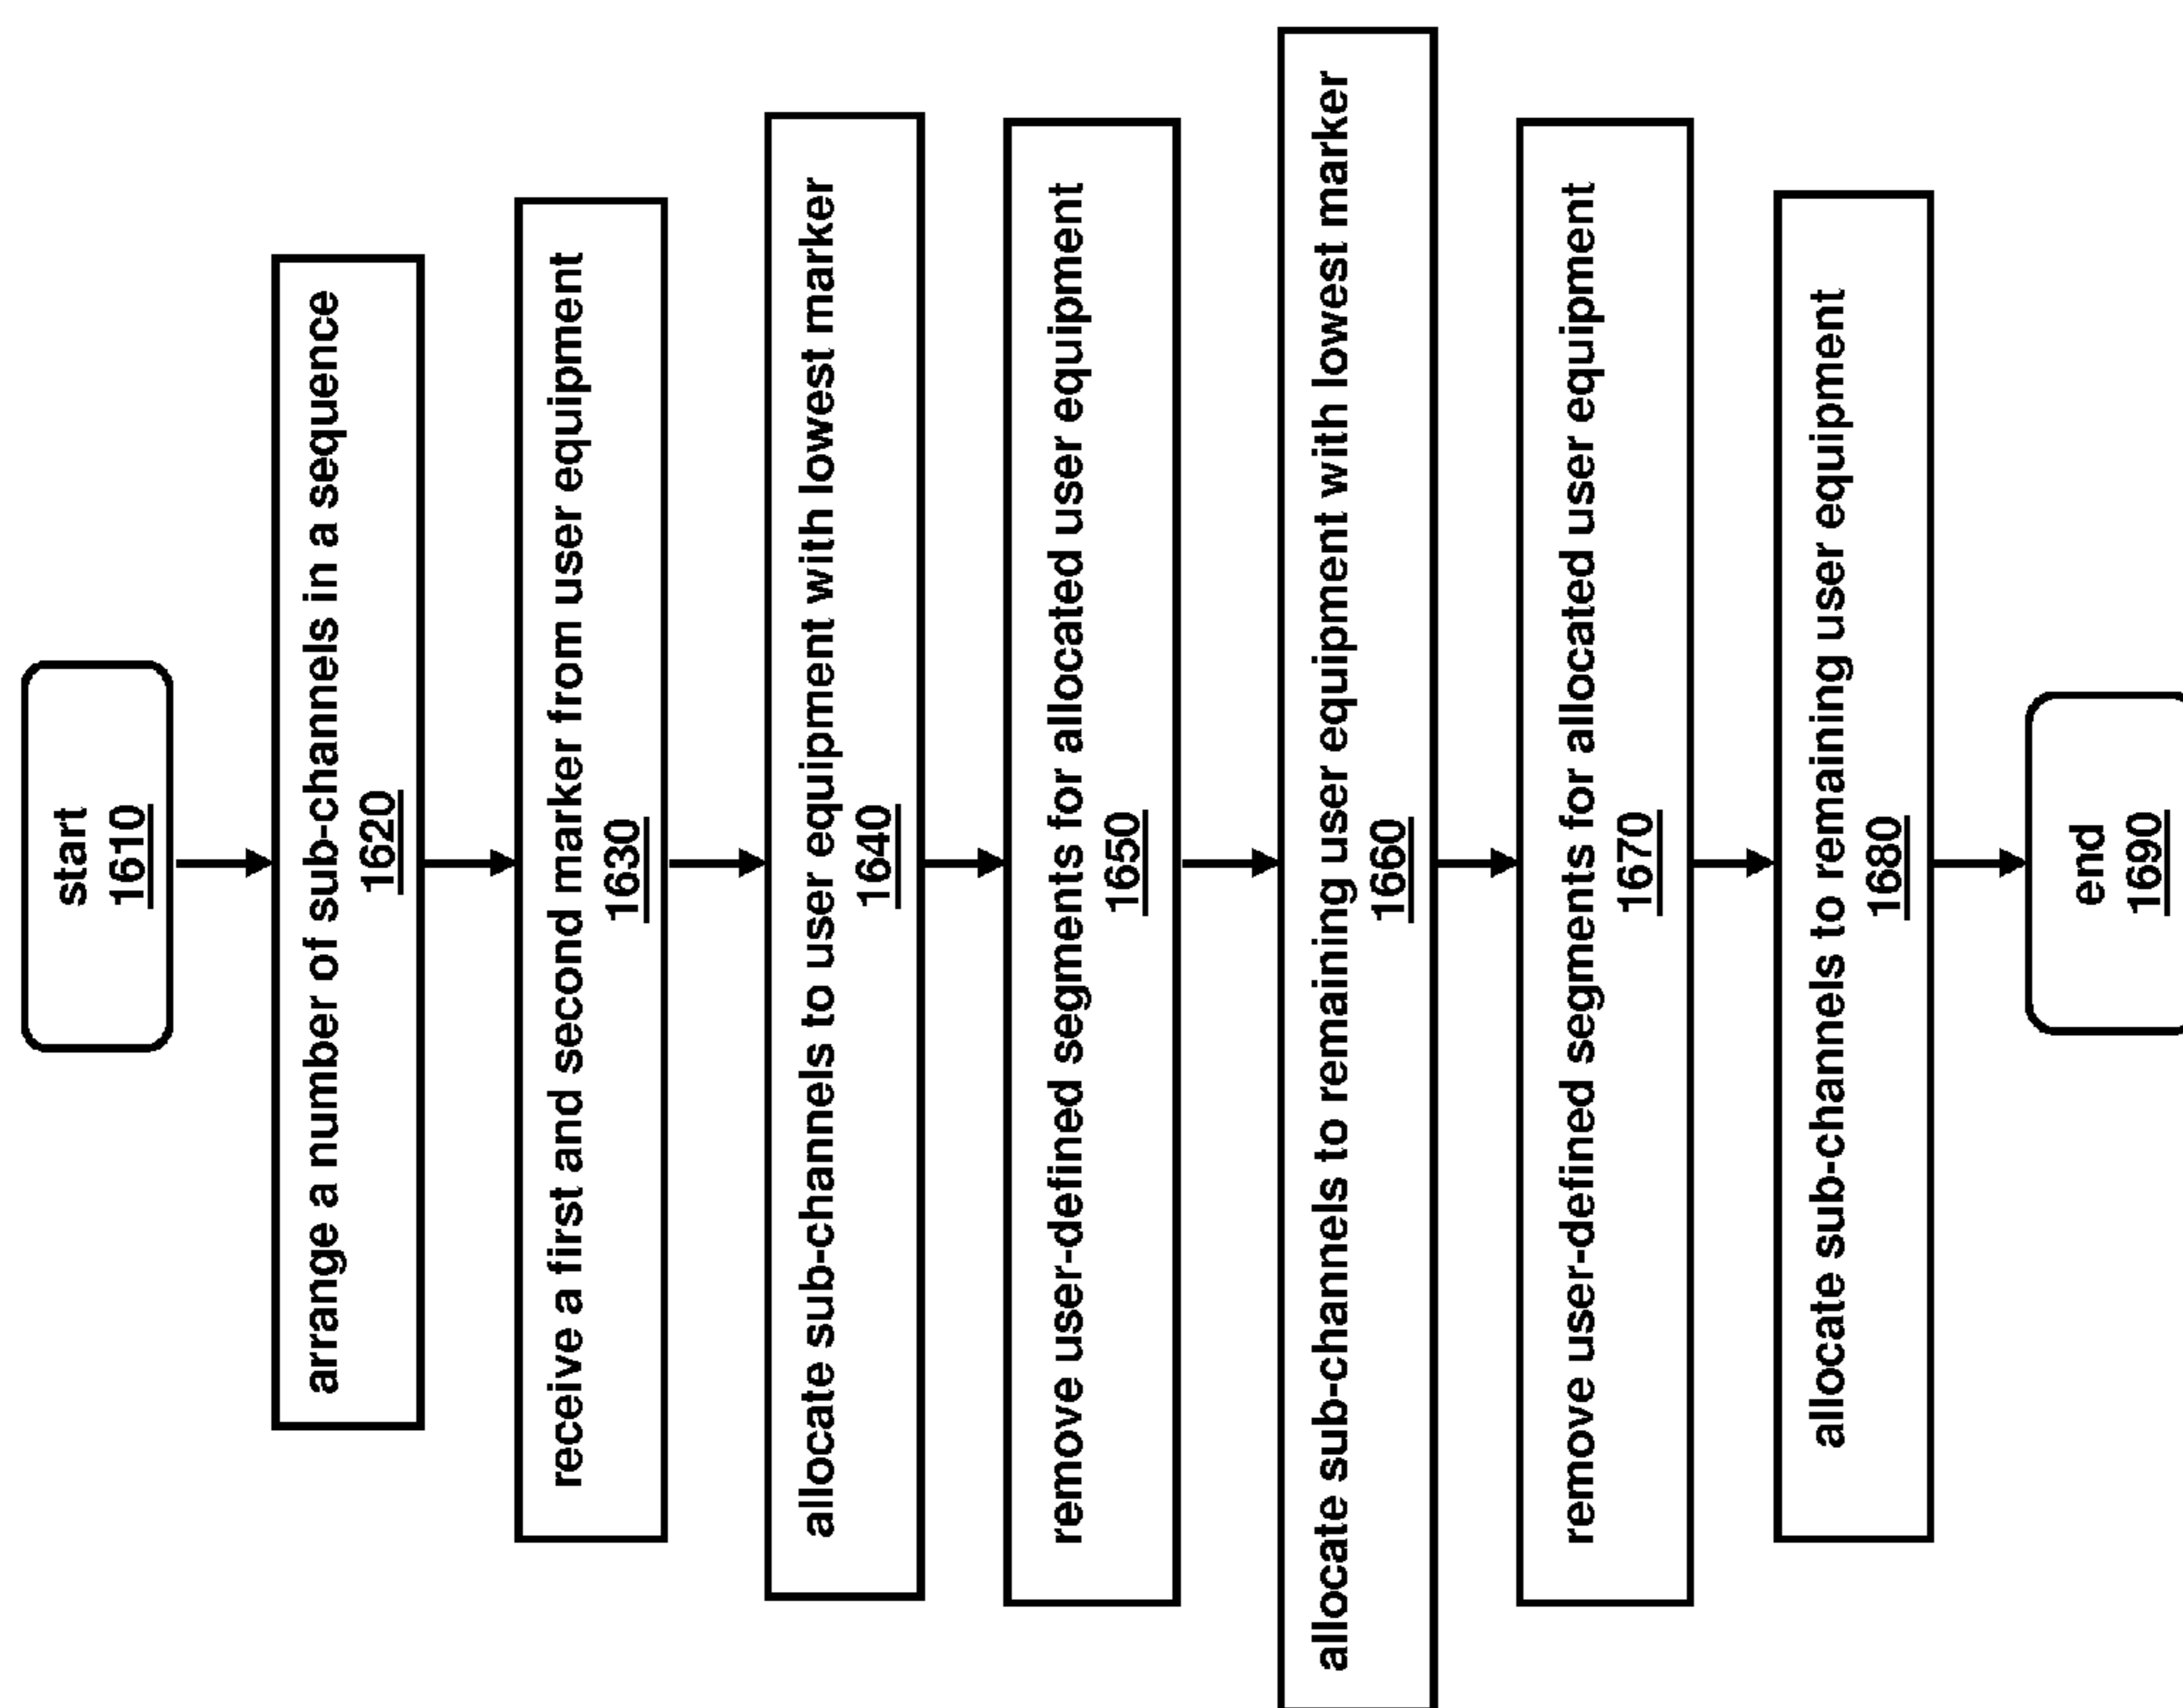 start
1610
arrange a number of sub-channels in a sequence
1620
receive a first and second marker from user equipment
1630
allocate sub-channels to user equipment with lowest marker
1640
remove user-defined segments for allocated user equipment
1650
allocate sub-channels to remaining user equipment with lowest marker
1660
remove user-defined segments for allocated user equipment
1670
allocate sub-channels to remaining user equipment
1680
end
1690